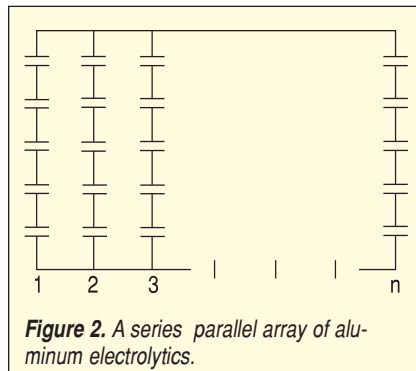 1 2 3 n
Figure 2. A series parallel array of alu-
minum electrolytics.